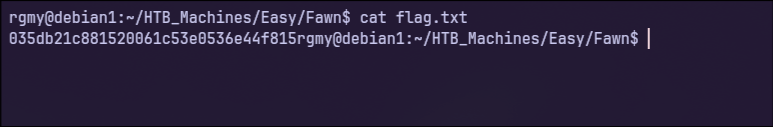 rgmy@debian1:~/HTB_Machines/Easy/Fawn$ cat flag.txt
035db21c881520061c53e0536e44f815rgmy@debian1:~/HTB_Machines/Easy/Fawn$